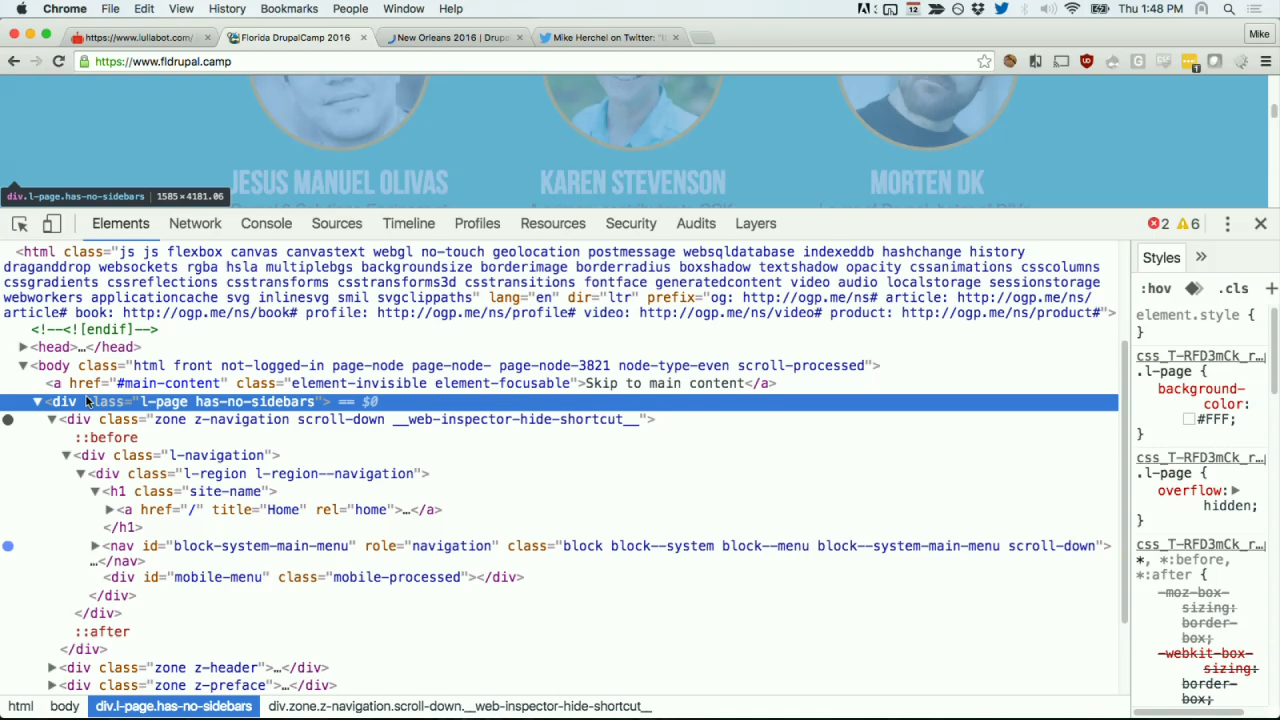 Chrome File Edit View History Bookmarks People Window Help 12 Thu 1:48 PM
https://www.lullabot.com/ × Florida DrupalCamp 2016 × New Orleans 2016 | Drupa × Mike Herchel on Twitter: "t × Mike
https://www.fldrupal.camp 1
JESUS MANUEL OLIVAS KAREN STEVENSON MORTEN DK
div.l-page.has-no-sidebars | 1585×4181.06
Elements Network Console Sources Timeline Profiles Resources Security Audits Layers 2 6
<html class="js js flexbox canvas canvastext webgl no-touch geolocation postmessage websqldatabase indexeddb hashchange history
draganddrop websockets rgba hsla multiplebgs backgroundsize borderimage borderradius boxshadow textshadow opacity cssanimations csscolumns
cssgradients cssreflections csstransforms csstransforms3d csstransitions fontface generatedcontent video audio localstorage sessionstorage
webworkers applicationcache svg inlinesvg smil svgclippaths" lang="en" dir="ltr" prefix="og: http://ogp.me/ns# article: http://ogp.me/ns/
article# book: http://ogp.me/ns/book# profile: http://ogp.me/ns/profile# video: http://ogp.me/ns/video# product: http://ogp.me/ns/product#">
<!--<![endif]-->
<head>…</head>
<body class="html front not-logged-in page-node page-node- page-node-3821 node-type-even scroll-processed">
<a href="#main-content" class="element-invisible element-focusable">Skip to main content</a>
<div class="l-page has-no-sidebars"> == $0
<div class="zone z-navigation scroll-down __web-inspector-hide-shortcut__">
::before
<div class="l-navigation">
<div class="l-region l-region--navigation">
<h1 class="site-name">
<a href="/" title="Home" rel="home">…</a>
</h1>
<nav id="block-system-main-menu" role="navigation" class="block block--system block--menu block--system-main-menu scroll-down">
…</nav>
<div id="mobile-menu" class="mobile-processed"></div>
</div>
</div>
::after
</div>
<div class="zone z-header">…</div>
<div class="zone z-preface">…</div>
html body div.l-page.has-no-sidebars div.zone.z-navigation.scroll-down.__web-inspector-hide-shortcut__
Styles »
:hov .cls +
element.style {
}
css_T-RFD3mCk_r…
.l-page {
background-
color:
#FFF;
}
css_T-RFD3mCk_r…
.l-page {
overflow:
hidden;
}
css_T-RFD3mCk_r…
*, *:before,
*:after {
-moz-box-
sizing:
border-
box;
-webkit-box-
sizing:
border-
box;